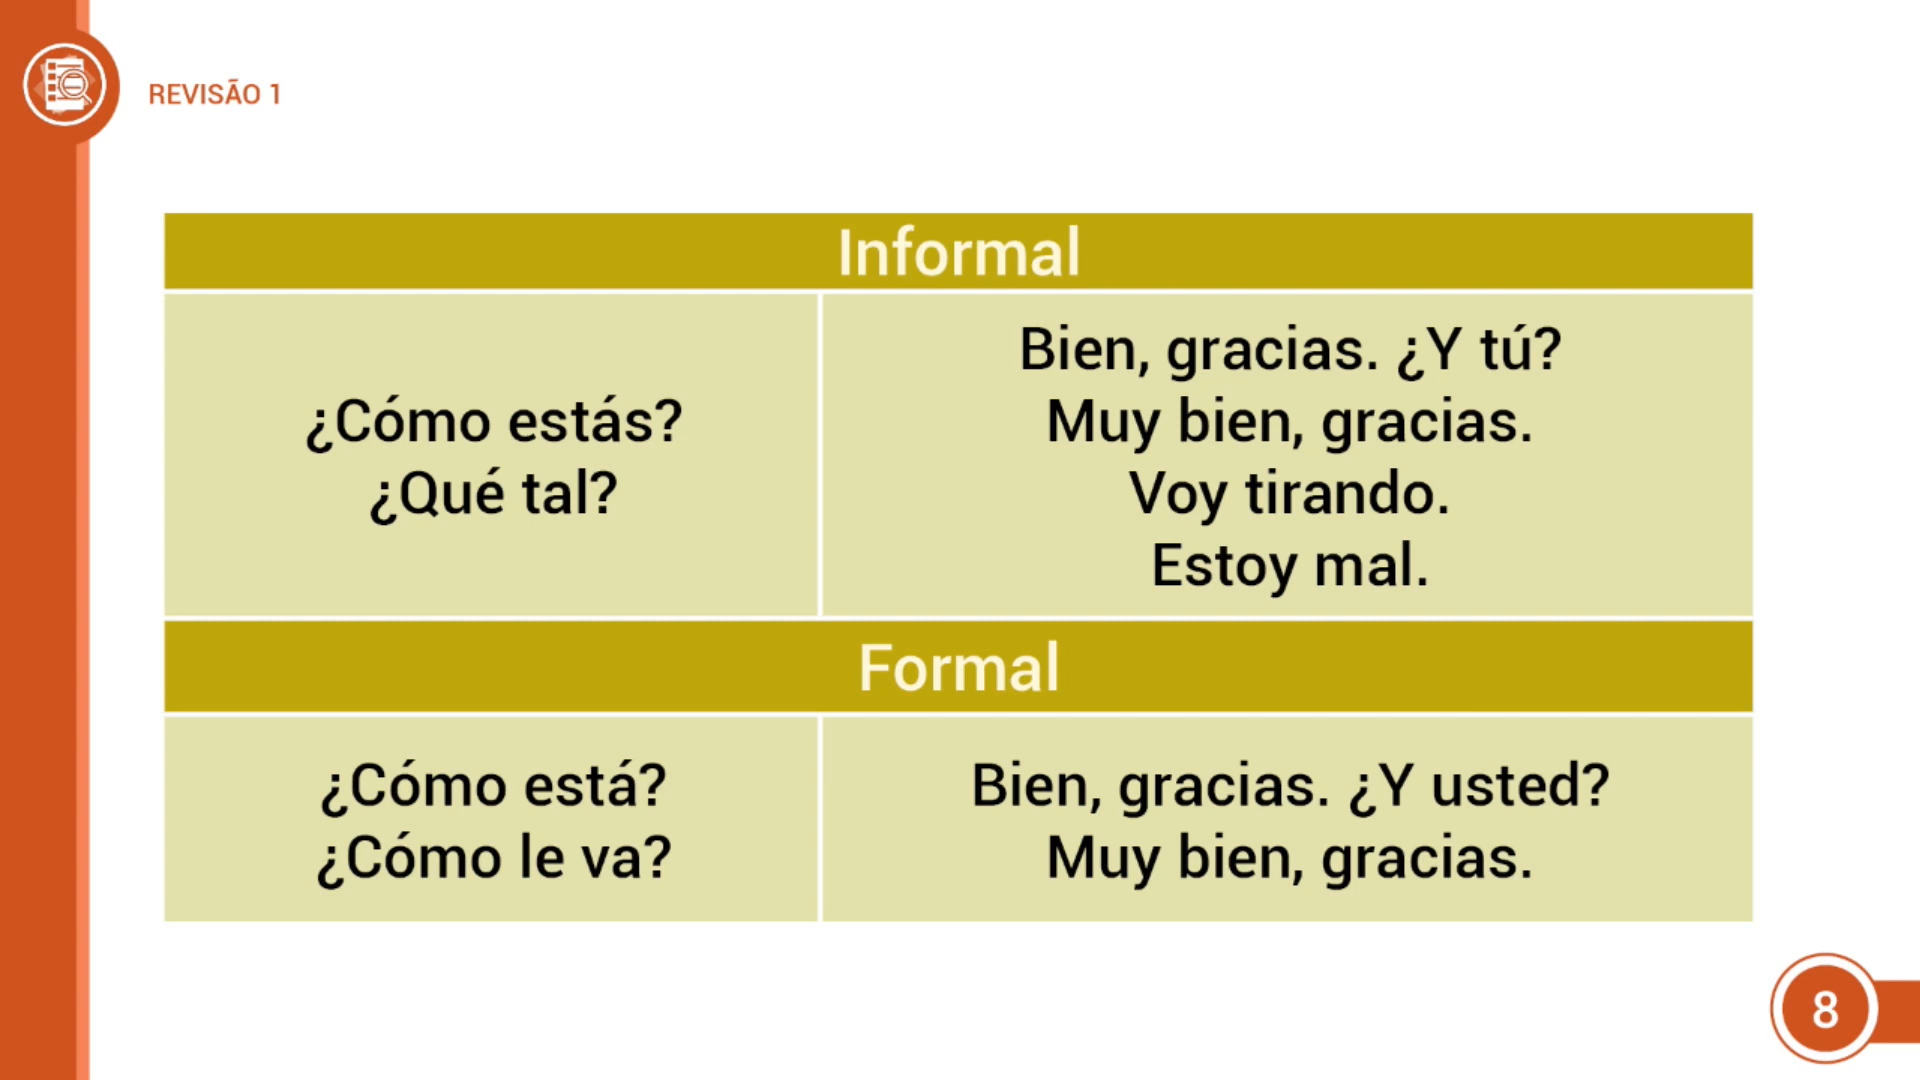 REVISÃO 1
Informal
¿Cómo estás?
¿Qué tal?
Bien, gracias. ¿Y tú?
Muy bien, gracias.
Voy tirando.
Estoy mal.
Formal
¿Cómo está?
¿Cómo le va?
Bien, gracias. ¿Y usted?
Muy bien, gracias.
8